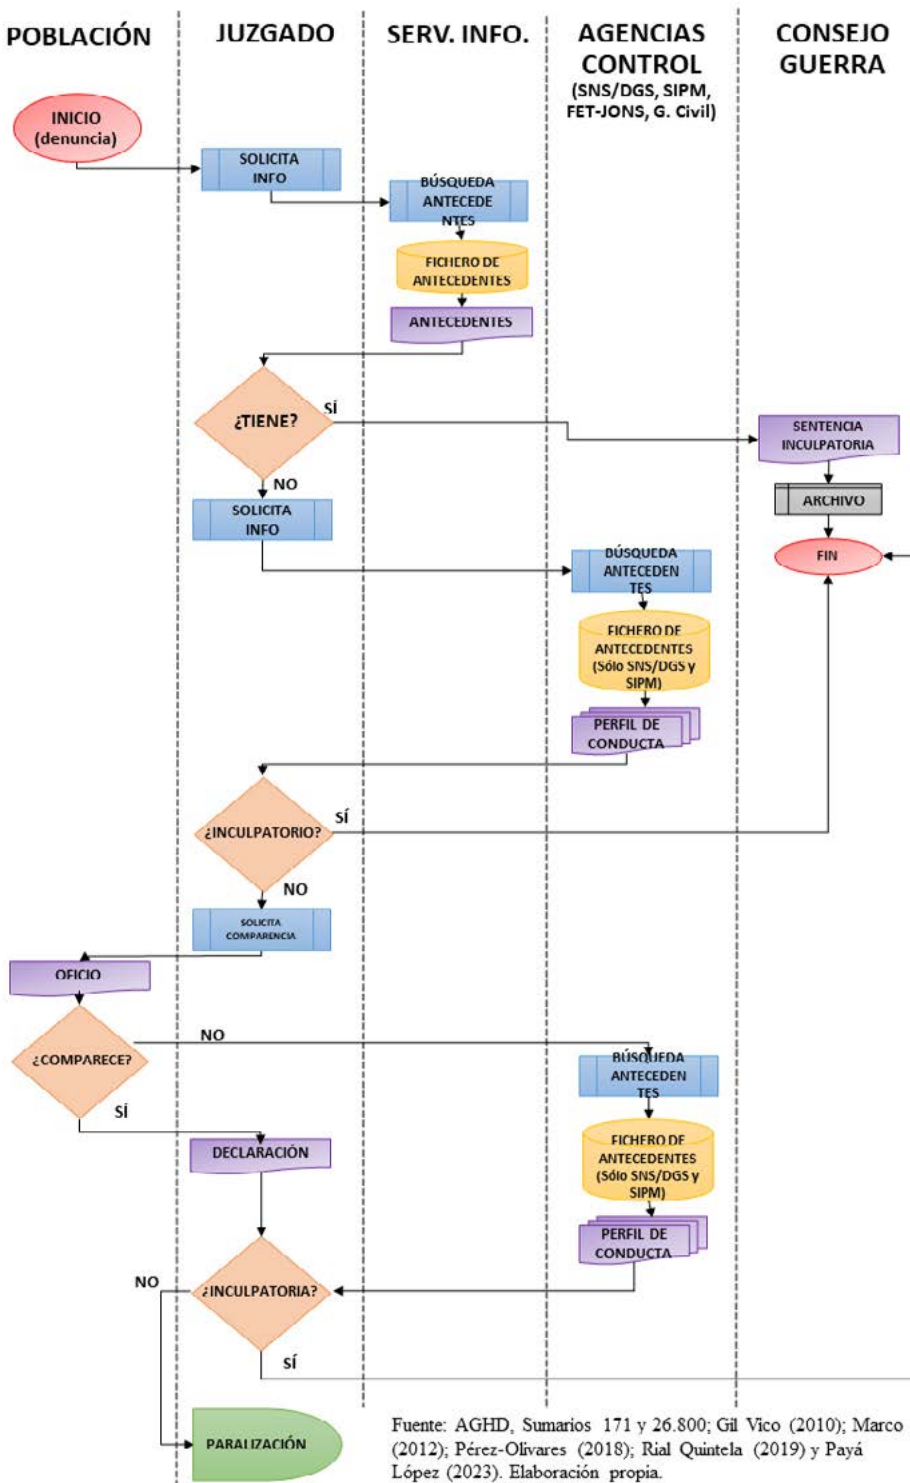 POBLACIÓN
JUZGADO
SERV. INFO.
AGENCIAS
CONTROL
(SNS/DGS, SIPM,
FET-JONS, G. Civil)
CONSEJO
GUERRA
INICIO
(denuncia)
SOLICITA
INFO
BÚSQUEDA
ANTECEDE
NTES
FICHERO DE
ANTECEDENTES
ANTECEDENTES
¿TIENE?
SÍ
SENTENCIA
INCULPATORIA
ARCHIVO
FIN
NO
SOLICITA
INFO
BÚSQUEDA
ANTECEDEN
TES
FICHERO DE
ANTECEDENTES
(Sólo SNS/DGS y
SIPM)
PERFIL DE
CONDUCTA
¿INCULPATORIO?
SÍ
NO
SOLICITA
COMPARENCIA
OFICIO
¿COMPARECE?
NO
BÚSQUEDA
ANTECEDEN
TES
SÍ
DECLARACIÓN
FICHERO DE
ANTECEDENTES
(Sólo SNS/DGS y
SIPM)
PERFIL DE
CONDUCTA
NO
¿INCULPATORIA?
SÍ
PARALIZACIÓN
Fuente: AGHD, Sumarios 171 y 26.800; Gil Vico (2010); Marco
(2012); Pérez-Olivares (2018); Rial Quintela (2019) y Payá
López (2023). Elaboración propia.